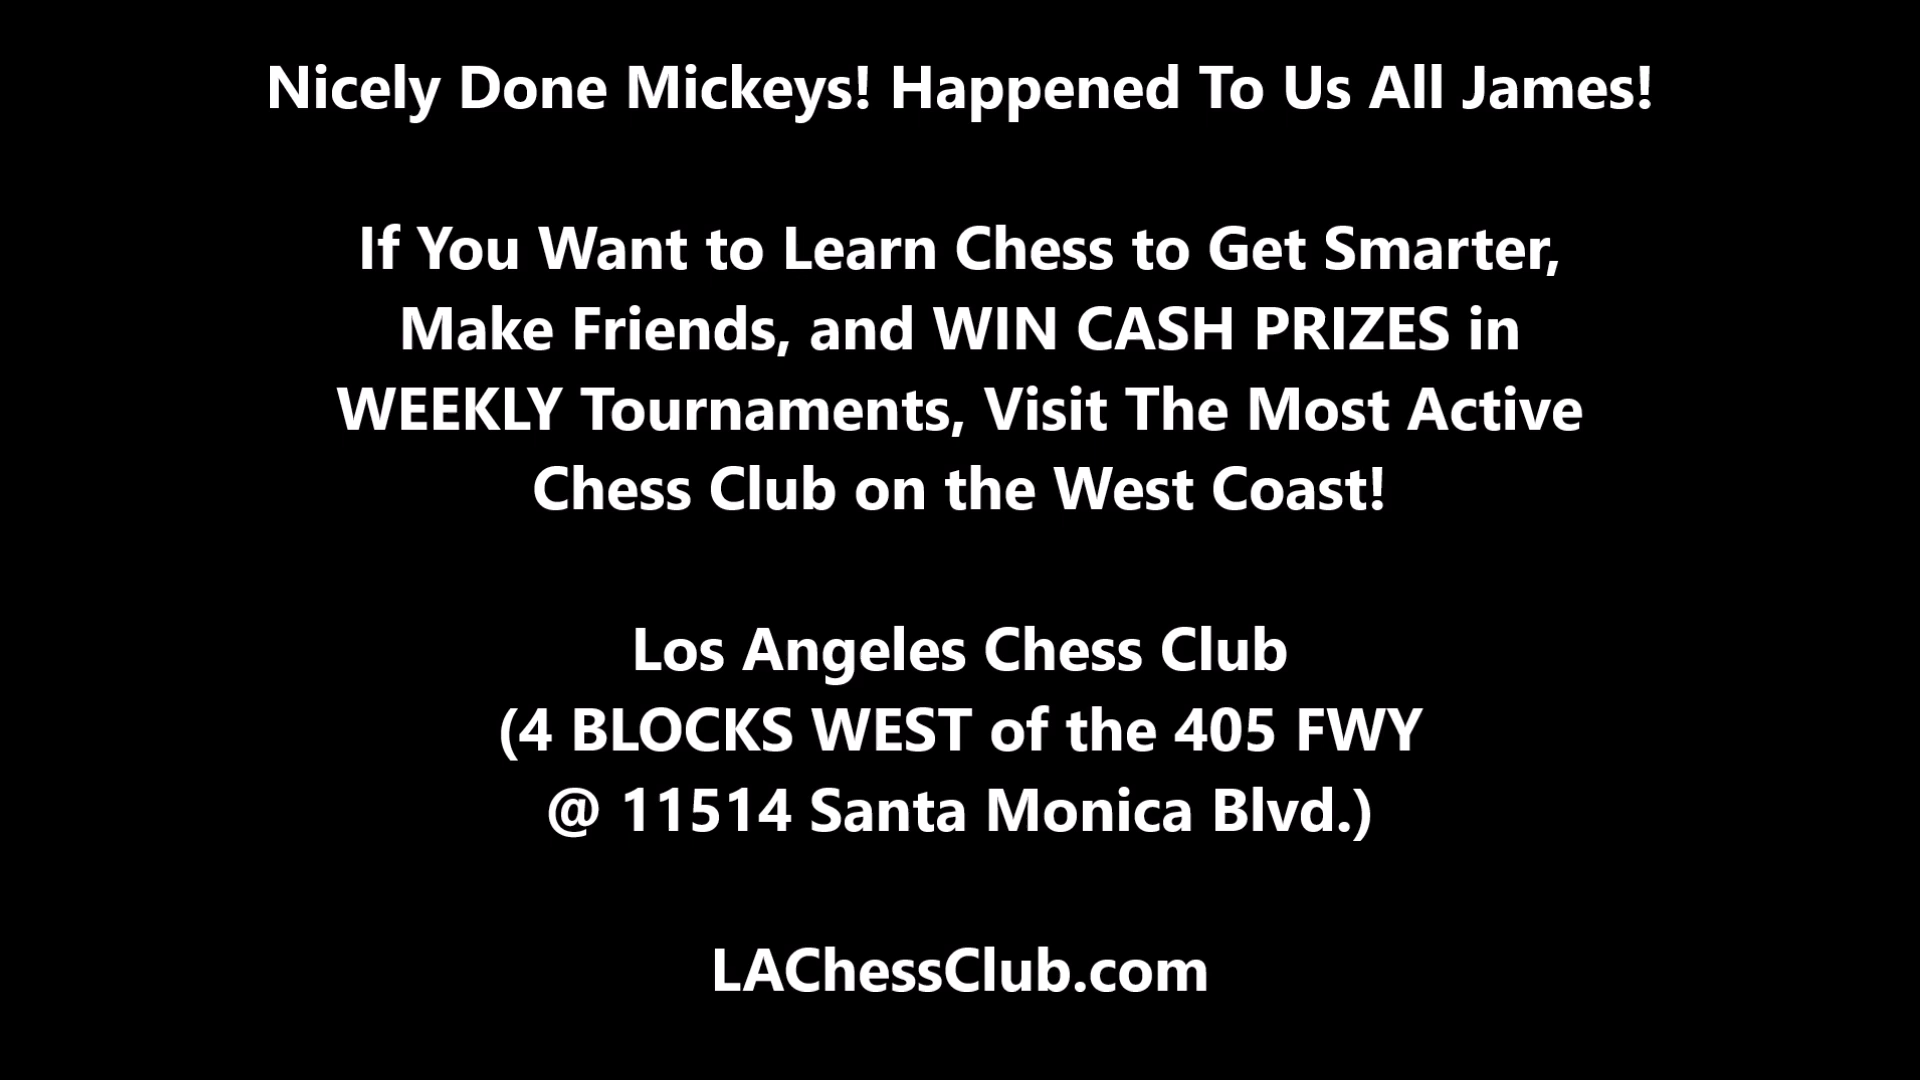 Nicely Done Mickeys! Happened To Us All James!
If You Want to Learn Chess to Get Smarter,
Make Friends, and WIN CASH PRIZES in
WEEKLY Tournaments, Visit The Most Active
Chess Club on the West Coast!
Los Angeles Chess Club
(4 BLOCKS WEST of the 405 FWY
@ 11514 Santa Monica Blvd.)
LAChessClub.com